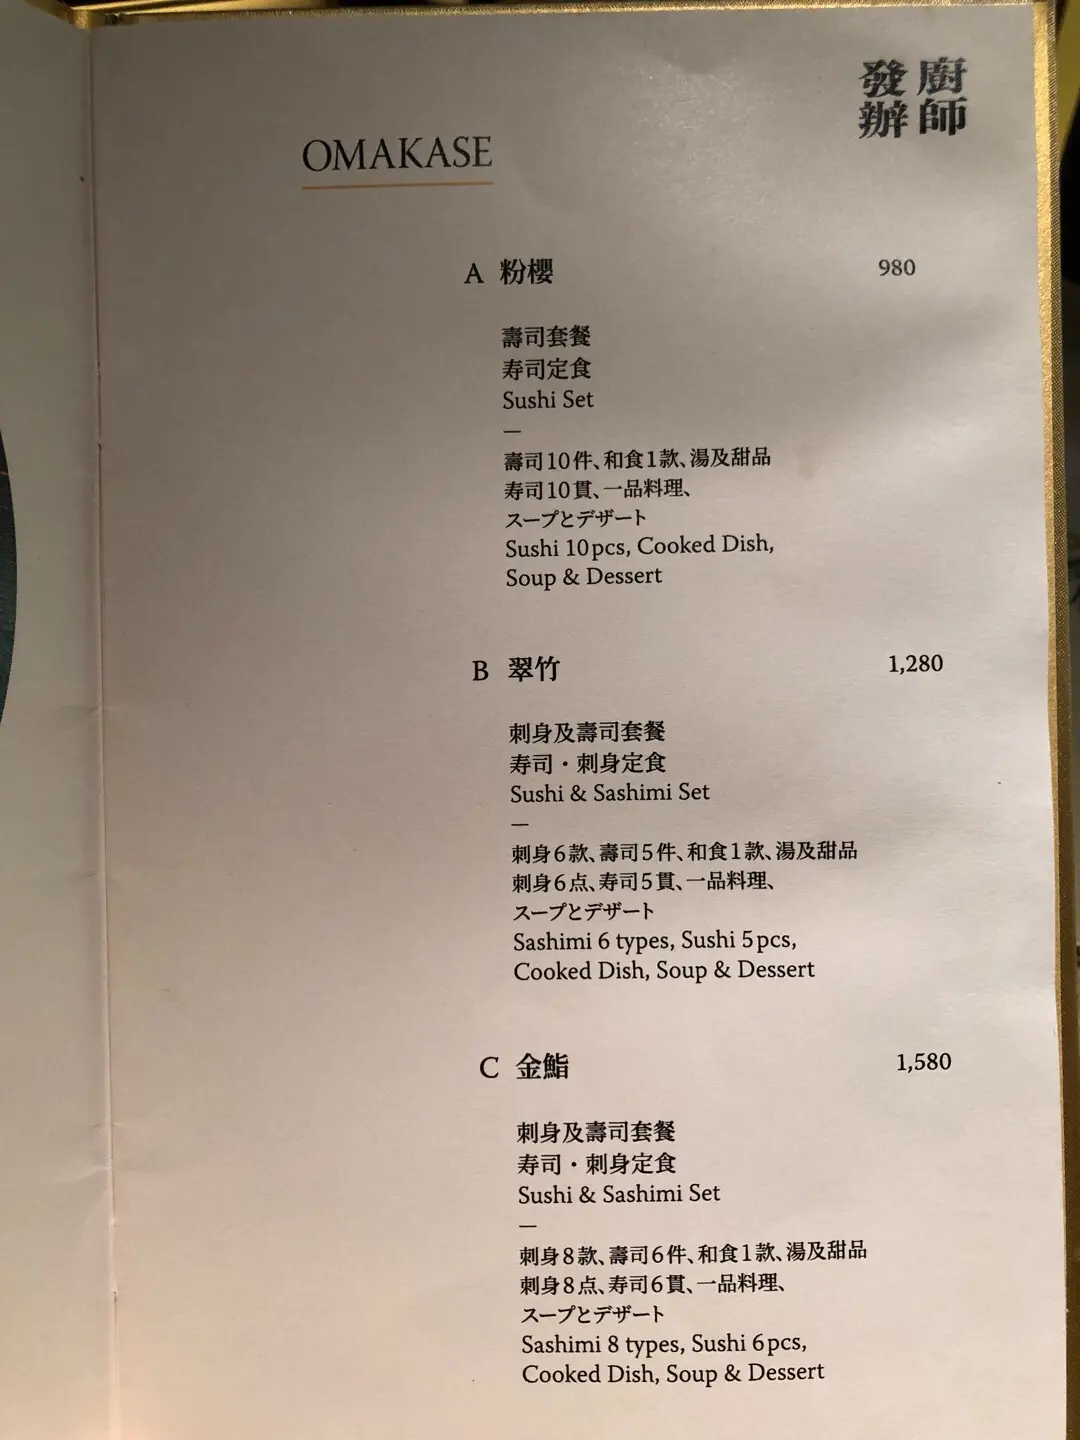 廚師
發辦
OMAKASE
A 粉櫻 980
壽司套餐
寿司定食
Sushi Set
—
壽司10件、和食1款、湯及甜品
寿司10貫、一品料理、
スープとデザート
Sushi 10pcs, Cooked Dish,
Soup & Dessert
B 翠竹 1,280
刺身及壽司套餐
寿司・刺身定食
Sushi & Sashimi Set
—
刺身6款、壽司5件、和食1款、湯及甜品
刺身6点、寿司5貫、一品料理、
スープとデザート
Sashimi 6 types, Sushi 5pcs,
Cooked Dish, Soup & Dessert
C 金鮨 1,580
刺身及壽司套餐
寿司・刺身定食
Sushi & Sashimi Set
—
刺身8款、壽司6件、和食1款、湯及甜品
刺身8点、寿司6貫、一品料理、
スープとデザート
Sashimi 8 types, Sushi 6pcs,
Cooked Dish, Soup & Dessert